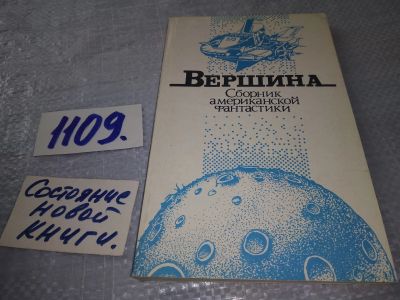 ВЕРШИНА
Сборник
американской
фантастики
1109.
Состояние
новой
книги.